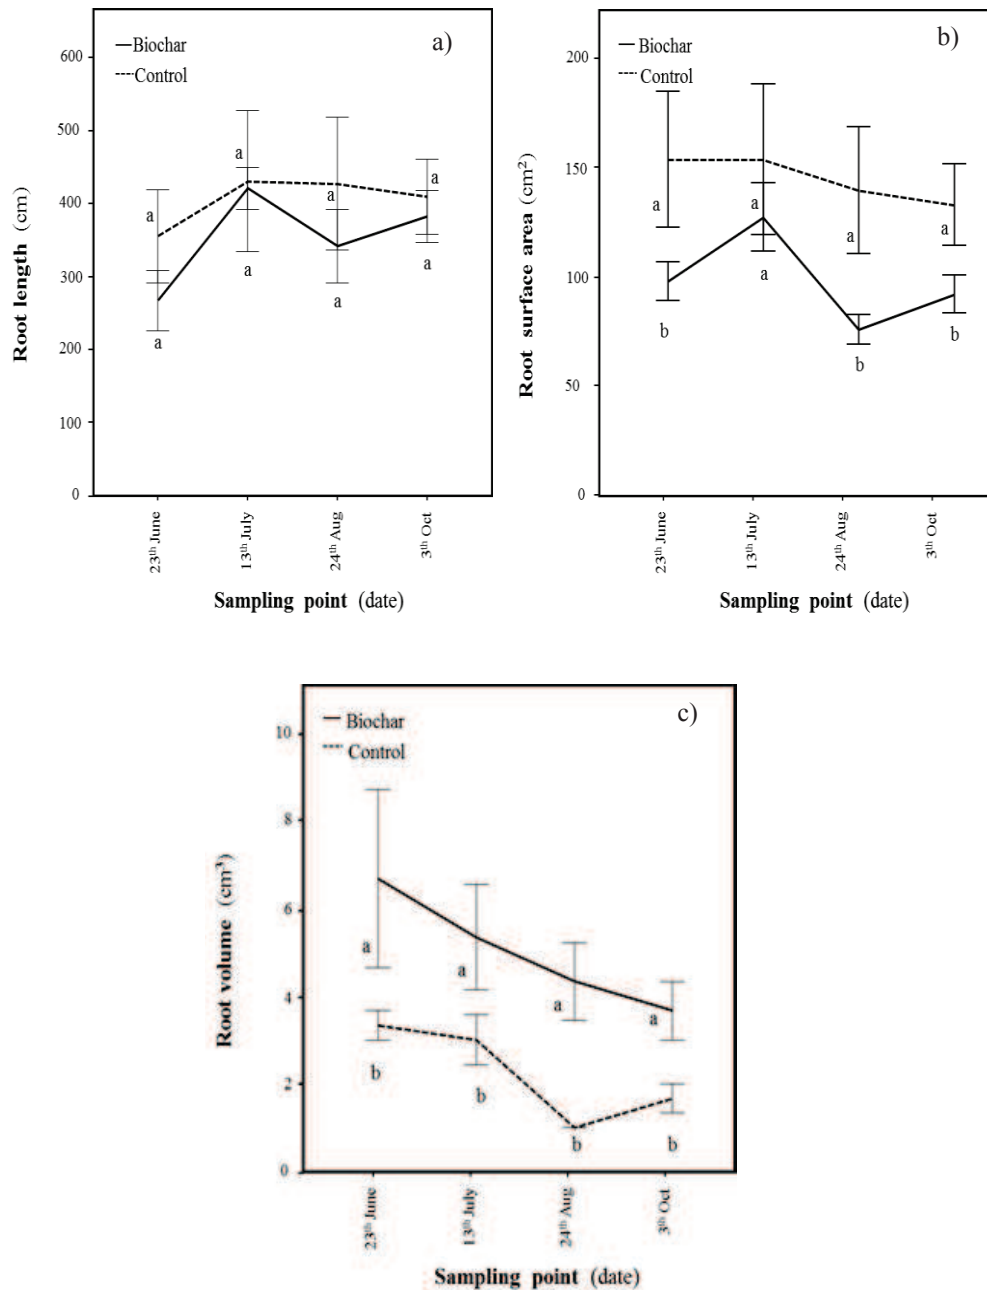 a)
Biochar
Control
600
500
400
300
200
100
0
Root length (cm)
a
a
a
a
a
a
a
a
23th June
13th July
24th Aug
3th Oct
Sampling point (date)
b)
Biochar
Control
200
150
100
50
0
Root surface area (cm²)
a
a
a
a
b
a
b
b
23th June
13th July
24th Aug
3th Oct
Sampling point (date)
c)
Biochar
Control
10
8
6
4
2
0
Root volume (cm³)
a
a
a
a
b
b
b
b
23th June
13th July
24th Aug
3th Oct
Sampling point (date)